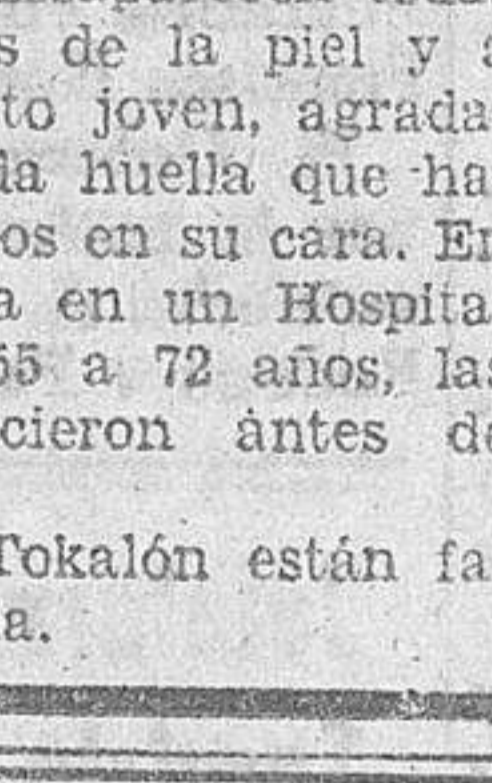 s de la piel y a
to joven, agrada
la huella que ha
os en su cara. En
a en un Hospita
55 a 72 años, las
cieron antes de
Tokalón están fa
a.